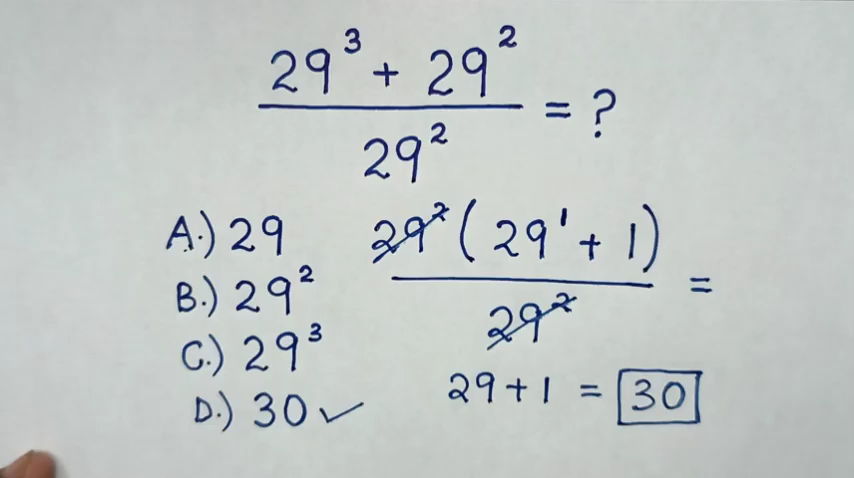 29³ + 29²
29² = ?
A.) 29
B.) 29²
C.) 29³
D.) 30 ✓
29² ( 29¹ + 1)
29² =
29 + 1 = 30